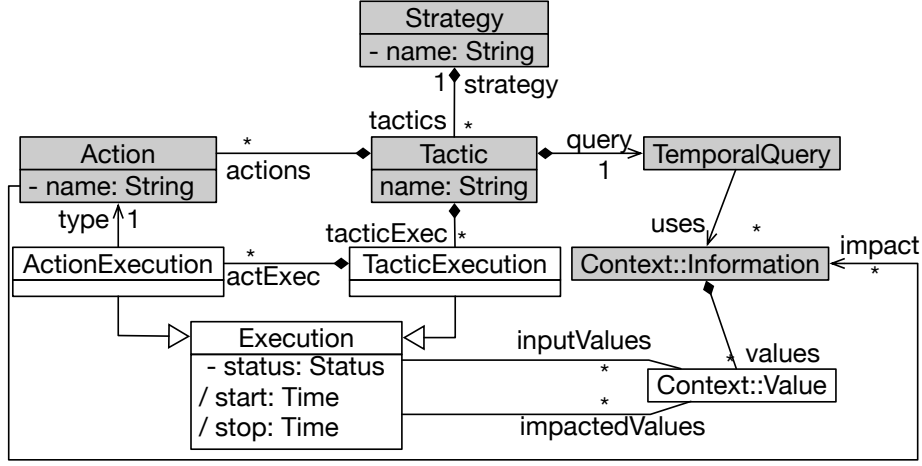 Strategy
- name: String
1
strategy
tactics
*
Action
- name: String
*
actions
Tactic
name: String
query
1
TemporalQuery
type
1
tacticExec
*
uses
*
impact
*
ActionExecution
*
actExec
TacticExecution
Context::Information
Execution
- status: Status
/ start: Time
/ stop: Time
inputValues
*
*
impactedValues
*
values
Context::Value